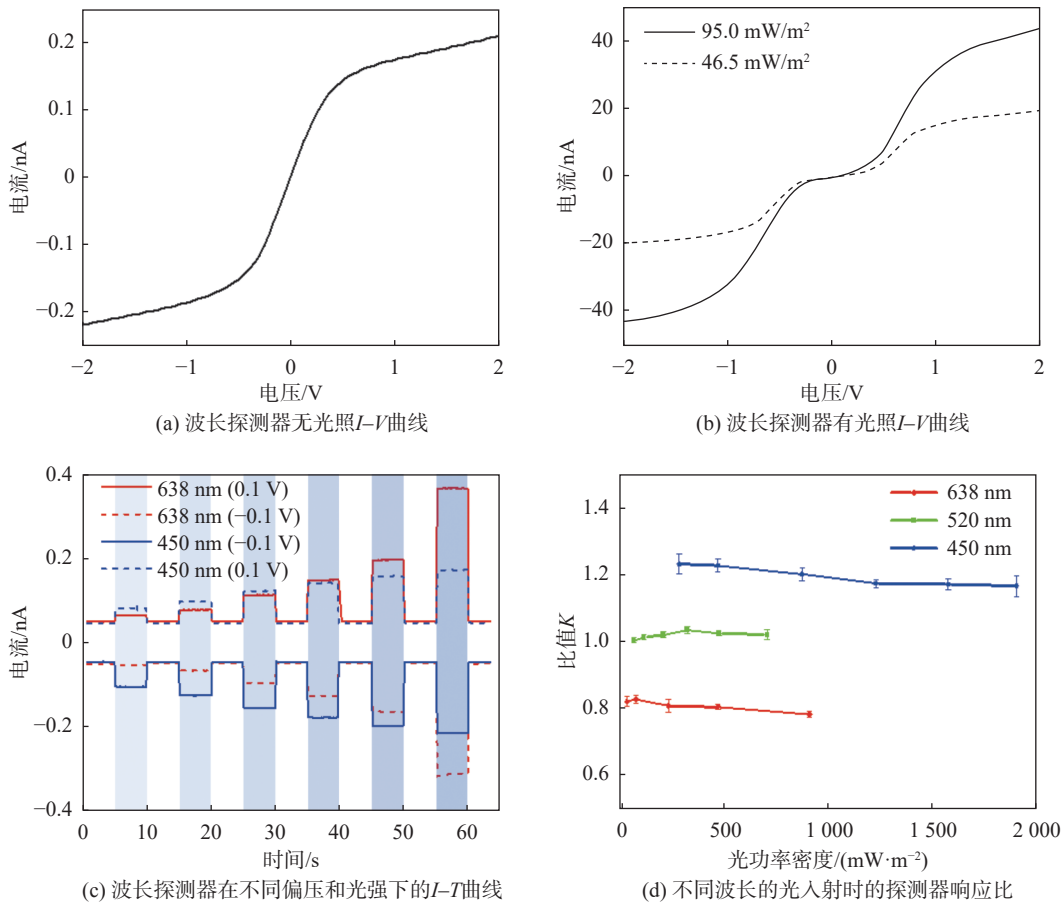 0.2
0.1
0
−0.1
−0.2
电流/nA
−2
−1
0
1
2
电压/V
(a) 波长探测器无光照I–V曲线
95.0 mW/m²
46.5 mW/m²
40
20
0
−20
−40
电流/nA
−2
−1
0
1
2
电压/V
(b) 波长探测器有光照I–V曲线
638 nm (0.1 V)
638 nm (−0.1 V)
450 nm (−0.1 V)
450 nm (0.1 V)
0.4
0.2
0
−0.2
−0.4
电流/nA
0
10
20
30
40
50
60
时间/s
(c) 波长探测器在不同偏压和光强下的I–T曲线
638 nm
520 nm
450 nm
1.4
1.2
1.0
0.8
0.6
比值K
0
500
1 000
1 500
2 000
光功率密度/(mW·m⁻²)
(d) 不同波长的光入射时的探测器响应比